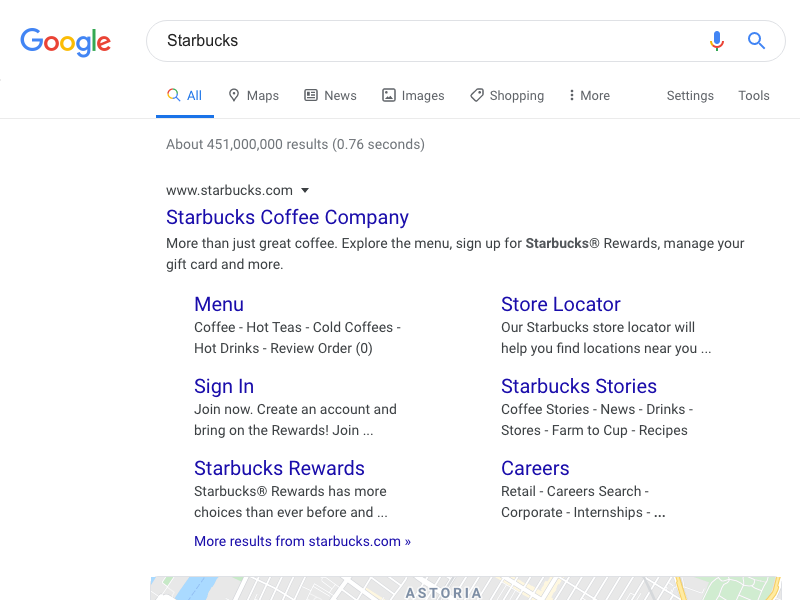 Google
Starbucks
All Maps News Images Shopping More Settings Tools
About 451,000,000 results (0.76 seconds)
www.starbucks.com
Starbucks Coffee Company
More than just great coffee. Explore the menu, sign up for Starbucks® Rewards, manage your
gift card and more.
Menu
Coffee - Hot Teas - Cold Coffees -
Hot Drinks - Review Order (0)
Store Locator
Our Starbucks store locator will
help you find locations near you ...
Sign In
Join now. Create an account and
bring on the Rewards! Join ...
Starbucks Stories
Coffee Stories - News - Drinks -
Stores - Farm to Cup - Recipes
Starbucks Rewards
Starbucks® Rewards has more
choices than ever before and ...
Careers
Retail - Careers Search -
Corporate - Internships - ...
More results from starbucks.com »
ASTORIA